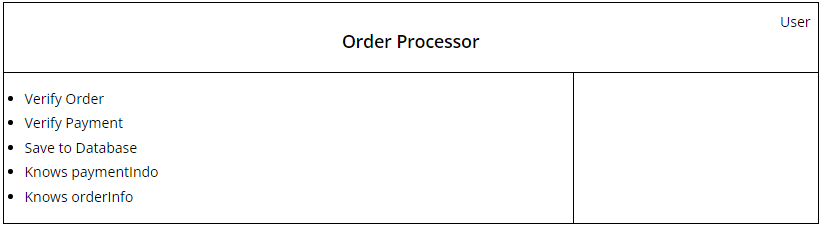 User
Order Processor
Verify Order
Verify Payment
Save to Database
Knows paymentIndo
Knows orderInfo